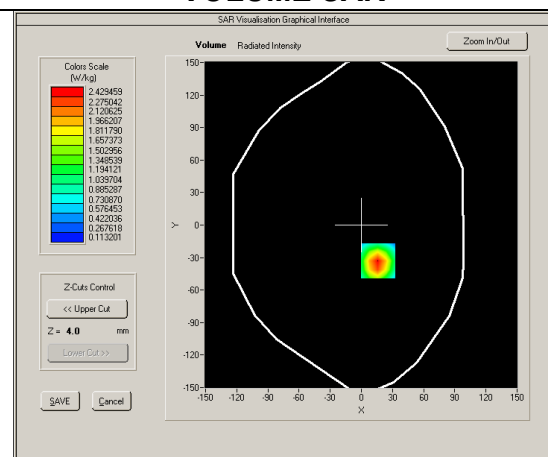 SAR Visualisation Graphical Interface
Volume Radiated Intensity
Zoom In/Out
Colors Scale
(W/kg)
2.429459
2.275042
2.120625
1.966207
1.811790
1.657373
1.502956
1.348539
1.194121
1.039704
0.885287
0.730870
0.576453
0.422036
0.267618
0.113201
Z-Cuts Control
<< Upper Cut
Z = 4.0 mm
Lower Cut >>
SAVE Cancel
150
120
90
60
30
0
-30
-60
-90
-120
-150
Y
-150 -120 -90 -60 -30 0 30 60 90 120 150
X